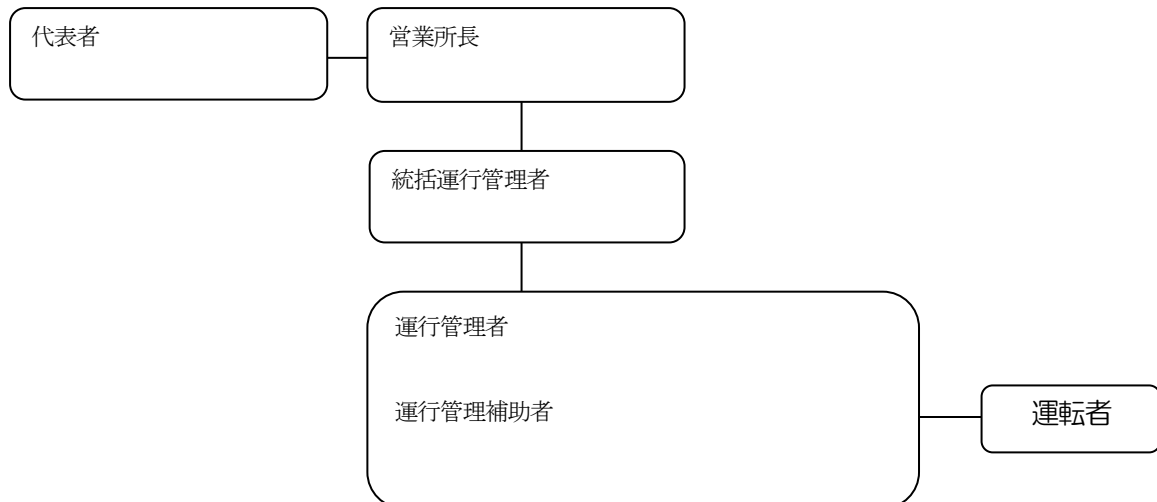 代表者
営業所長
統括運行管理者
運行管理者
運行管理補助者
運転者